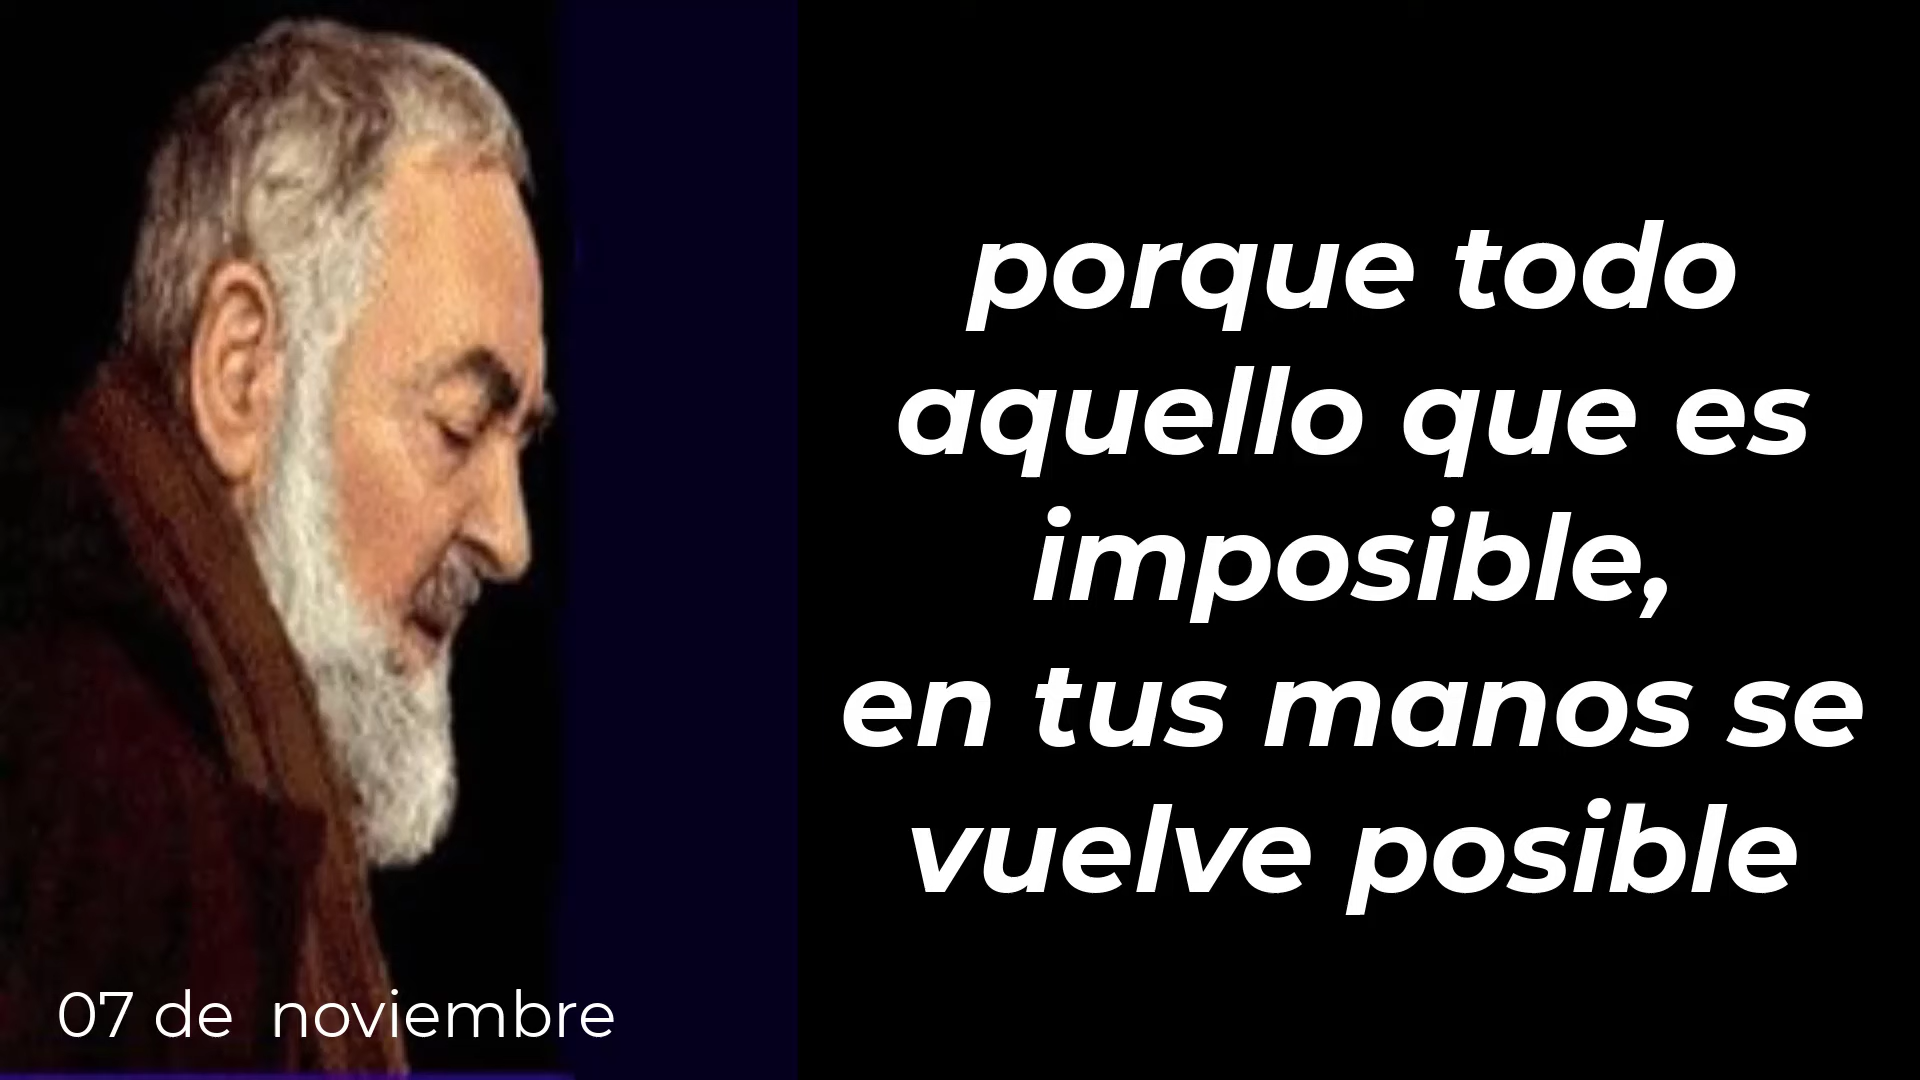 porque todo
aquello que es
imposible,
en tus manos se
vuelve posible
07 de noviembre